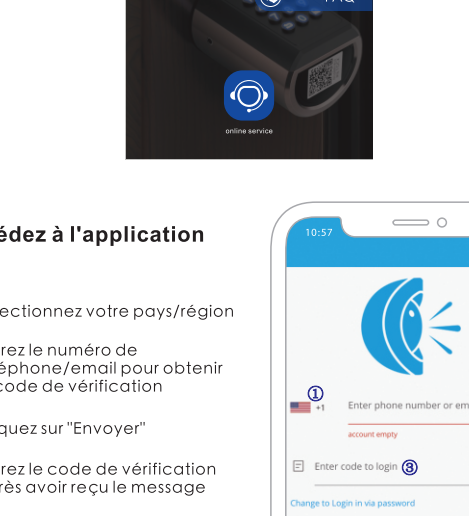 FAQ
online service
édez à l'application
ectionnez votre pays/région
rez le numéro de
éphone/email pour obtenir
code de vérification
quez sur "Envoyer"
rez le code de vérification
rès avoir reçu le message
10:57
①
+1
Enter phone number or em
account empty
Enter code to login ③
Change to Login in via password